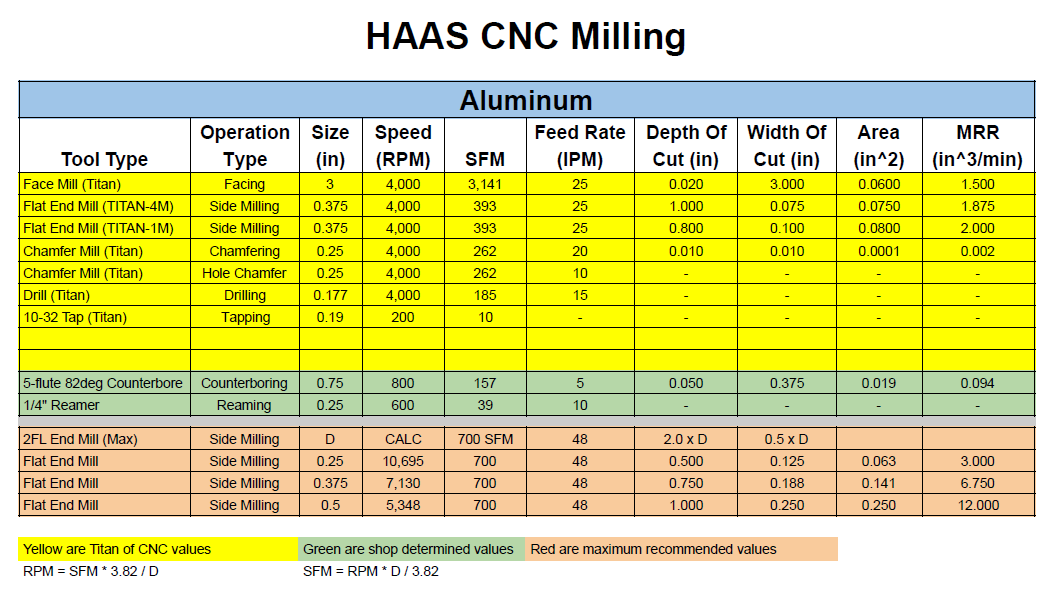 HAAS CNC Milling
Aluminum
Tool Type Operation Type Size (in) Speed (RPM) SFM Feed Rate (IPM) Depth Of Cut (in) Width Of Cut (in) Area (in^2) MRR (in^3/min)
Face Mill (Titan) Facing 3 4,000 3,141 25 0.020 3.000 0.0600 1.500
Flat End Mill (TITAN-4M) Side Milling 0.375 4,000 393 25 1.000 0.075 0.0750 1.875
Flat End Mill (TITAN-1M) Side Milling 0.375 4,000 393 25 0.800 0.100 0.0800 2.000
Chamfer Mill (Titan) Chamfering 0.25 4,000 262 20 0.010 0.010 0.0001 0.002
Chamfer Mill (Titan) Hole Chamfer 0.25 4,000 262 10 - - - -
Drill (Titan) Drilling 0.177 4,000 185 15 - - - -
10-32 Tap (Titan) Tapping 0.19 200 10 - - - - -
5-flute 82deg Counterbore Counterboring 0.75 800 157 5 0.050 0.375 0.019 0.094
1/4" Reamer Reaming 0.25 600 39 10 - - - -
2FL End Mill (Max) Side Milling D CALC 700 SFM 48 2.0 x D 0.5 x D
Flat End Mill Side Milling 0.25 10,695 700 48 0.500 0.125 0.063 3.000
Flat End Mill Side Milling 0.375 7,130 700 48 0.750 0.188 0.141 6.750
Flat End Mill Side Milling 0.5 5,348 700 48 1.000 0.250 0.250 12.000
Yellow are Titan of CNC values Green are shop determined values Red are maximum recommended values
RPM = SFM * 3.82 / D SFM = RPM * D / 3.82